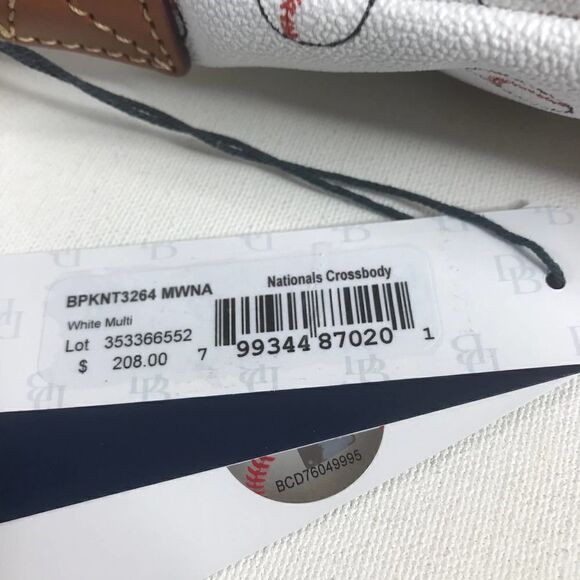 BPKNT3264 MWNA
Nationals Crossbody
White Multi
Lot 353366552
$ 208.00
7 99344 87020 1
BCD76049995